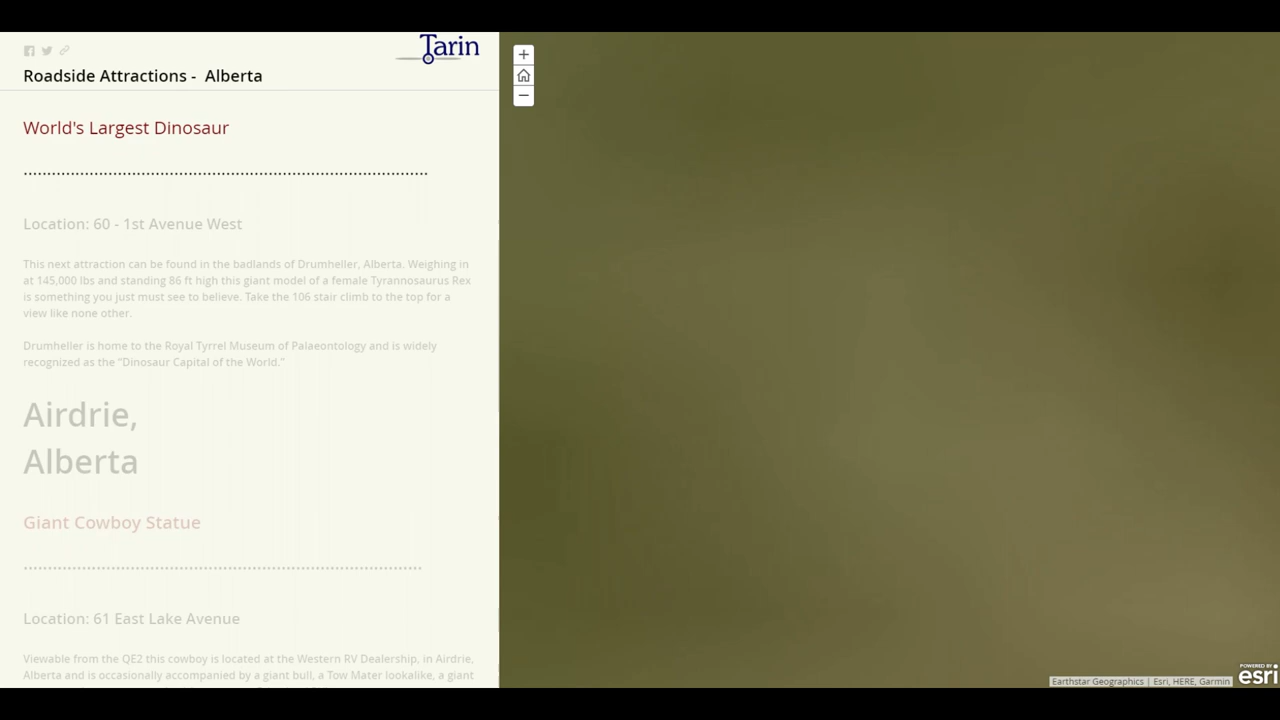 Tarin
Roadside Attractions - Alberta
World's Largest Dinosaur
Location: 60 - 1st Avenue West
This next attraction can be found in the badlands of Drumheller, Alberta. Weighing in
at 145,000 lbs and standing 86 ft high this giant model of a female Tyrannosaurus Rex
is something you just must see to believe. Take the 106 stair climb to the top for a
view like none other.
Drumheller is home to the Royal Tyrrel Museum of Palaeontology and is widely
recognized as the "Dinosaur Capital of the World."
Airdrie,
Alberta
Giant Cowboy Statue
Location: 61 East Lake Avenue
Viewable from the QE2 this cowboy is located at the Western RV Dealership, in Airdrie,
Alberta and is occasionally accompanied by a giant bull, a Tow Mater lookalike, a giant
POWERED BY
esri
Earthstar Geographics | Esri, HERE, Garmin